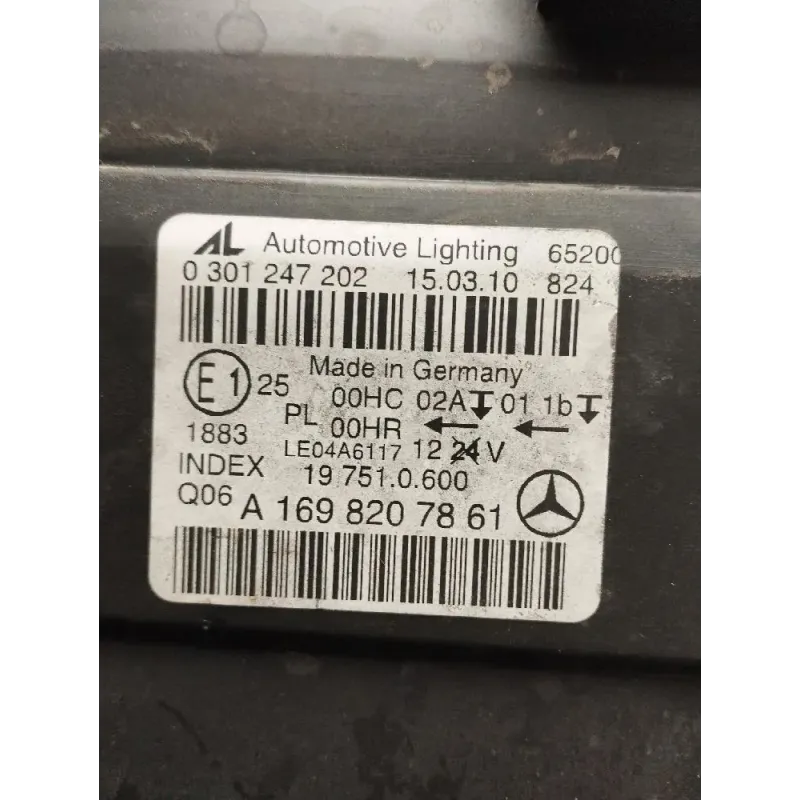 AL Automotive Lighting 65200
0 301 247 202 15.03.10 824
Made in Germany
E1 25 00HC 02A 01 1b
PL 00HR
1883 LE04A6117 12 24 V
INDEX 19 751.0.600
Q06 A 169 820 78 61